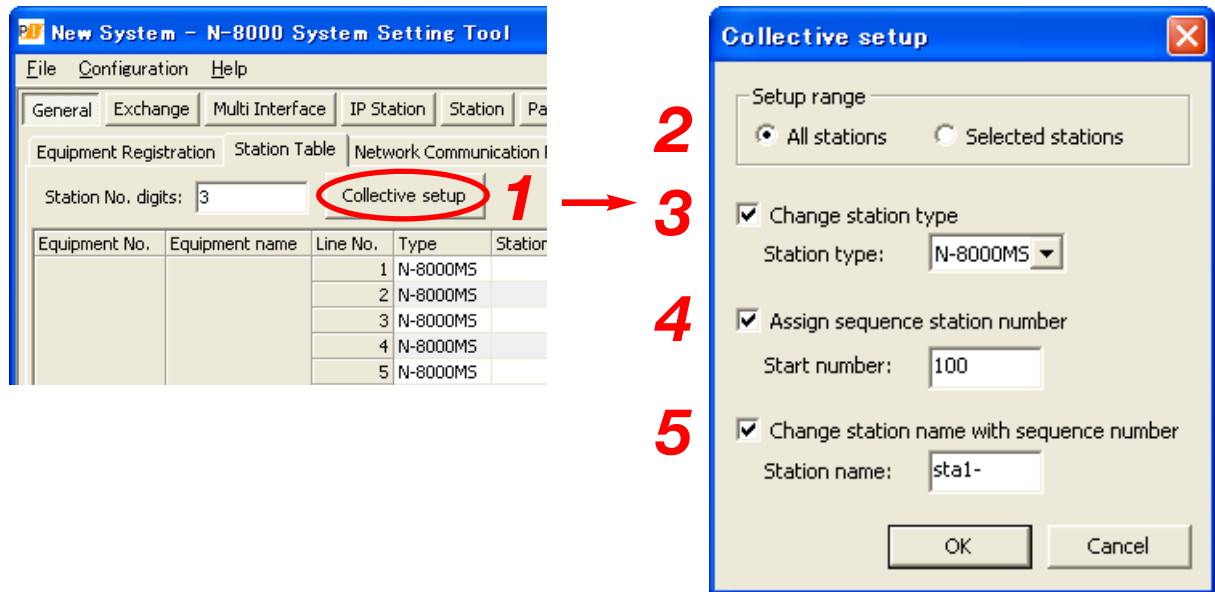 New System - N-8000 System Setting Tool
File Configuration Help
General Exchange Multi Interface IP Station Station Pa
Equipment Registration Station Table Network Communication
Station No. digits: 3 Collective setup 1
Equipment No. Equipment name Line No. Type Station
1 N-8000MS
2 N-8000MS
3 N-8000MS
4 N-8000MS
5 N-8000MS
Collective setup
Setup range
2 All stations Selected stations
3 Change station type
Station type: N-8000MS
4 Assign sequence station number
Start number: 100
5 Change station name with sequence number
Station name: sta1-
OK Cancel